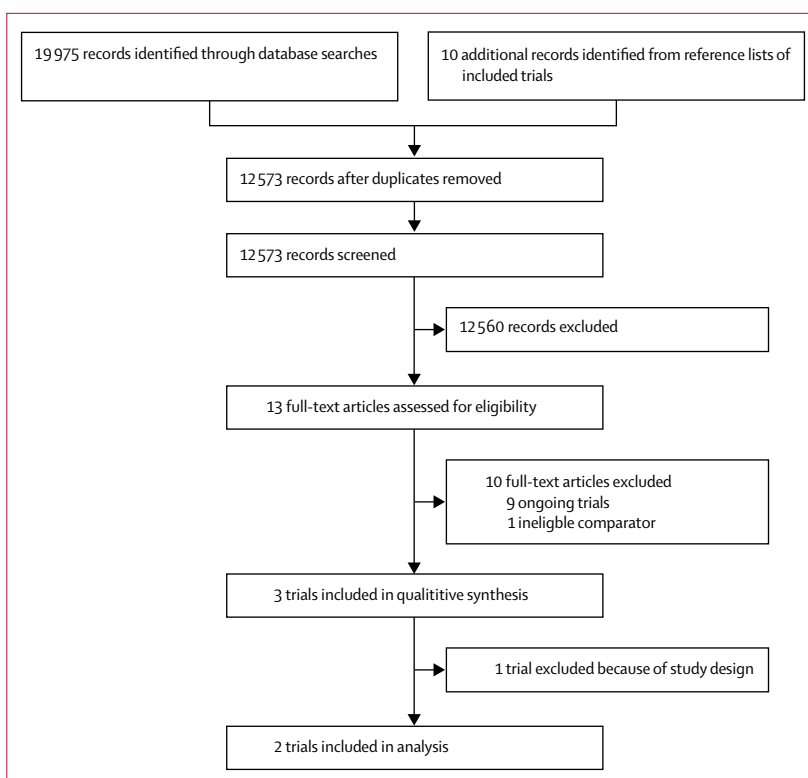 19 975 records identified through database searches
10 additional records identified from reference lists of
included trials
12 573 records after duplicates removed
12 573 records screened
12 560 records excluded
13 full-text articles assessed for eligibility
10 full-text articles excluded
9 ongoing trials
1 ineligble comparator
3 trials included in qualititive synthesis
1 trial excluded because of study design
2 trials included in analysis